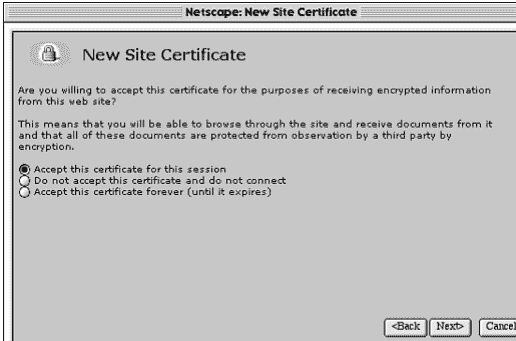 Netscape: New Site Certificate
New Site Certificate
Are you willing to accept this certificate for the purposes of receiving encrypted information
from this web site?
This means that you will be able to browse through the site and receive documents from it
and that all of these documents are protected from observation by a third party by
encryption.
Accept this certificate for this session
Do not accept this certificate and do not connect
Accept this certificate forever (until it expires)
<Back Next> Cancel